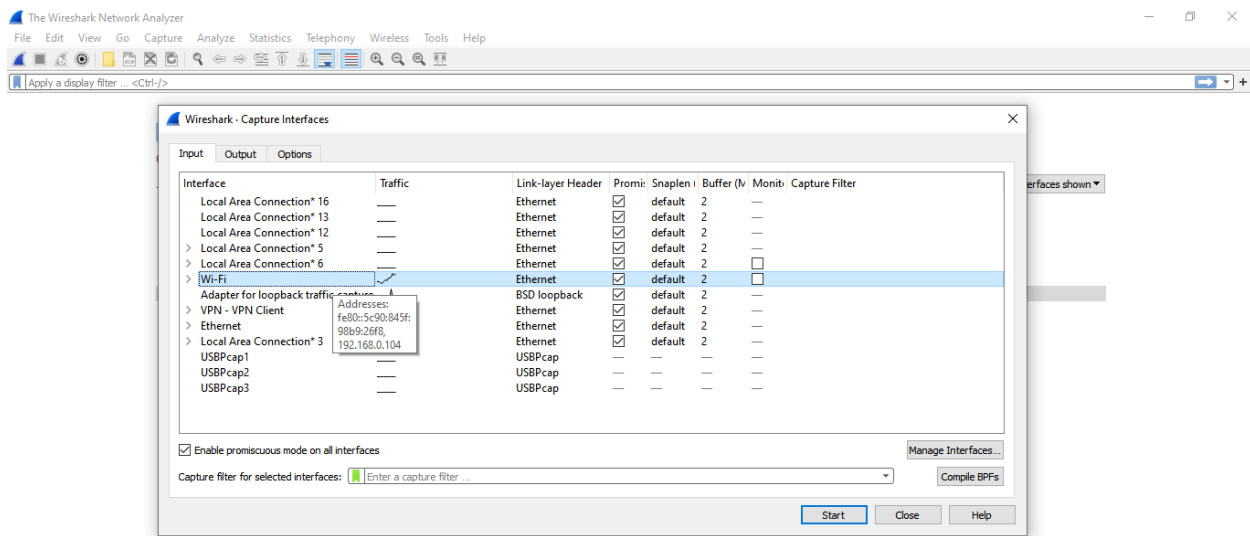 The Wireshark Network Analyzer
File Edit View Go Capture Analyze Statistics Telephony Wireless Tools Help
Apply a display filter ... <Ctrl-/>
+
Wireshark · Capture Interfaces
Input Output Options
Interface Traffic Link-layer Header Promis Snaplen Buffer (M Monit Capture Filter
erfaces shown
Local Area Connection* 16 Ethernet default 2 —
Local Area Connection* 13 Ethernet default 2 —
Local Area Connection* 12 Ethernet default 2 —
Local Area Connection* 5 Ethernet default 2 —
Local Area Connection* 6 Ethernet default 2
Wi-Fi Ethernet default 2
Adapter for loopback traffic capture BSD loopback default 2 —
VPN - VPN Client Ethernet default 2 —
Ethernet Ethernet default 2 —
Local Area Connection* 3 Ethernet default 2 —
USBPcap1 USBPcap — — — —
USBPcap2 USBPcap — — — —
USBPcap3 USBPcap — — — —
Addresses:
fe80::5c90:845f:
98b9:26f8,
192.168.0.104
Enable promiscuous mode on all interfaces
Manage Interfaces...
Capture filter for selected interfaces: Enter a capture filter ...
Compile BPFs
Start Close Help